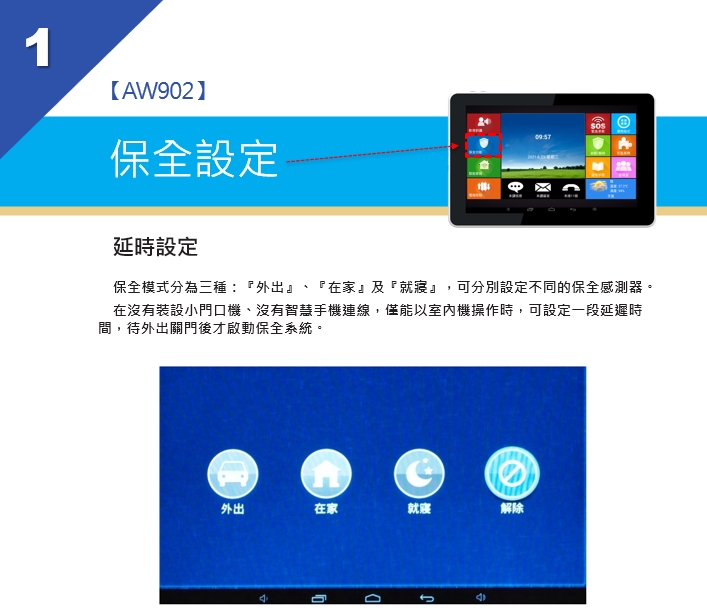 1
【AW902】
保全設定
SOS
09:57
延時設定
保全模式分為三種：『外出』、『在家』及『就寢』，可分別設定不同的保全感測器。
在沒有裝設小門口機、沒有智慧手機連線，僅能以室內機操作時，可設定一段延遲時
間，待外出關門後才啟動保全系統。
外出
在家
就寢
解除